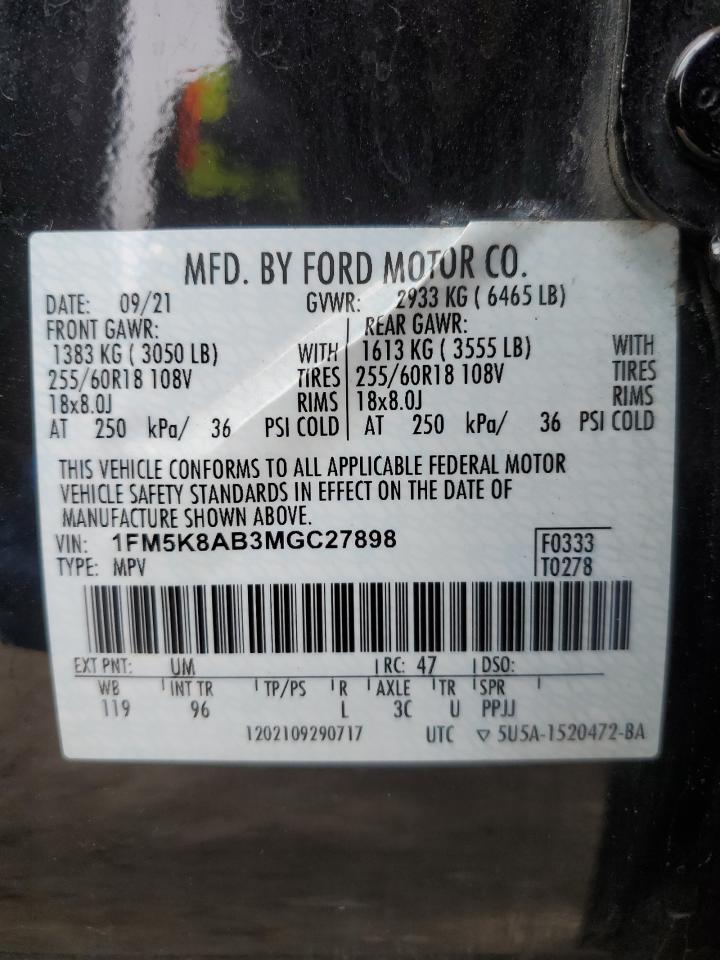 MFD. BY FORD MOTOR CO.
DATE: 09/21 GVWR: 2933 KG ( 6465 LB)
FRONT GAWR: REAR GAWR:
1383 KG ( 3050 LB) WITH 1613 KG ( 3555 LB) WITH
255/60R18 108V TIRES 255/60R18 108V TIRES
18x8.0J RIMS 18x8.0J RIMS
AT 250 kPa/ 36 PSI COLD AT 250 kPa/ 36 PSI COLD
THIS VEHICLE CONFORMS TO ALL APPLICABLE FEDERAL MOTOR
VEHICLE SAFETY STANDARDS IN EFFECT ON THE DATE OF
MANUFACTURE SHOWN ABOVE.
VIN: 1FM5K8AB3MGC27898 F0333
TYPE: MPV T0278
EXT PNT: UM RC: 47 DSO:
WB INT TR TP/PS R AXLE TR SPR
119 96 L 3C U PPJJ
1202109290717 UTC ▽ 5U5A-1520472-BA